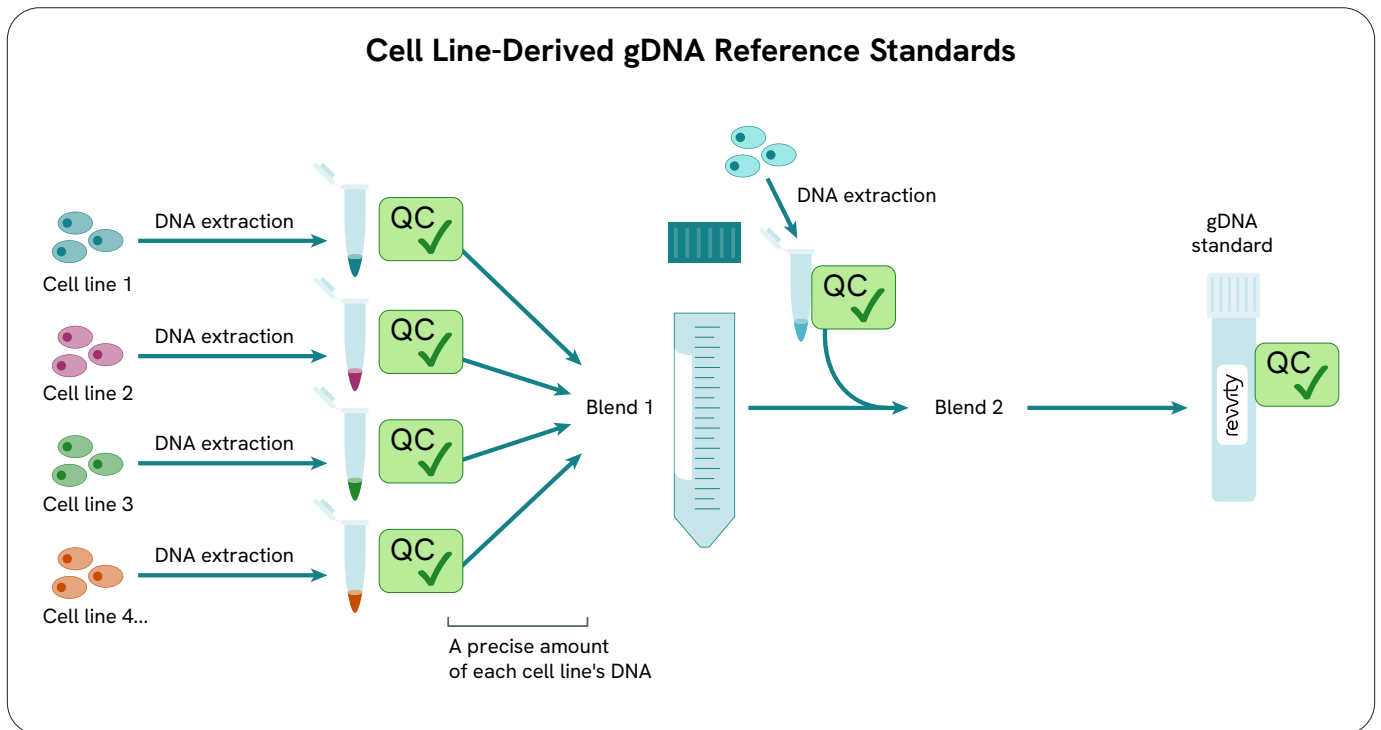 Cell Line-Derived gDNA Reference Standards
DNA extraction
QC
Cell line 1
DNA extraction
QC
Cell line 2
DNA extraction
QC
Cell line 3
DNA extraction
QC
Cell line 4...
A precise amount
of each cell line's DNA
Blend 1
DNA extraction
QC
Blend 2
gDNA
standard
revvity
QC